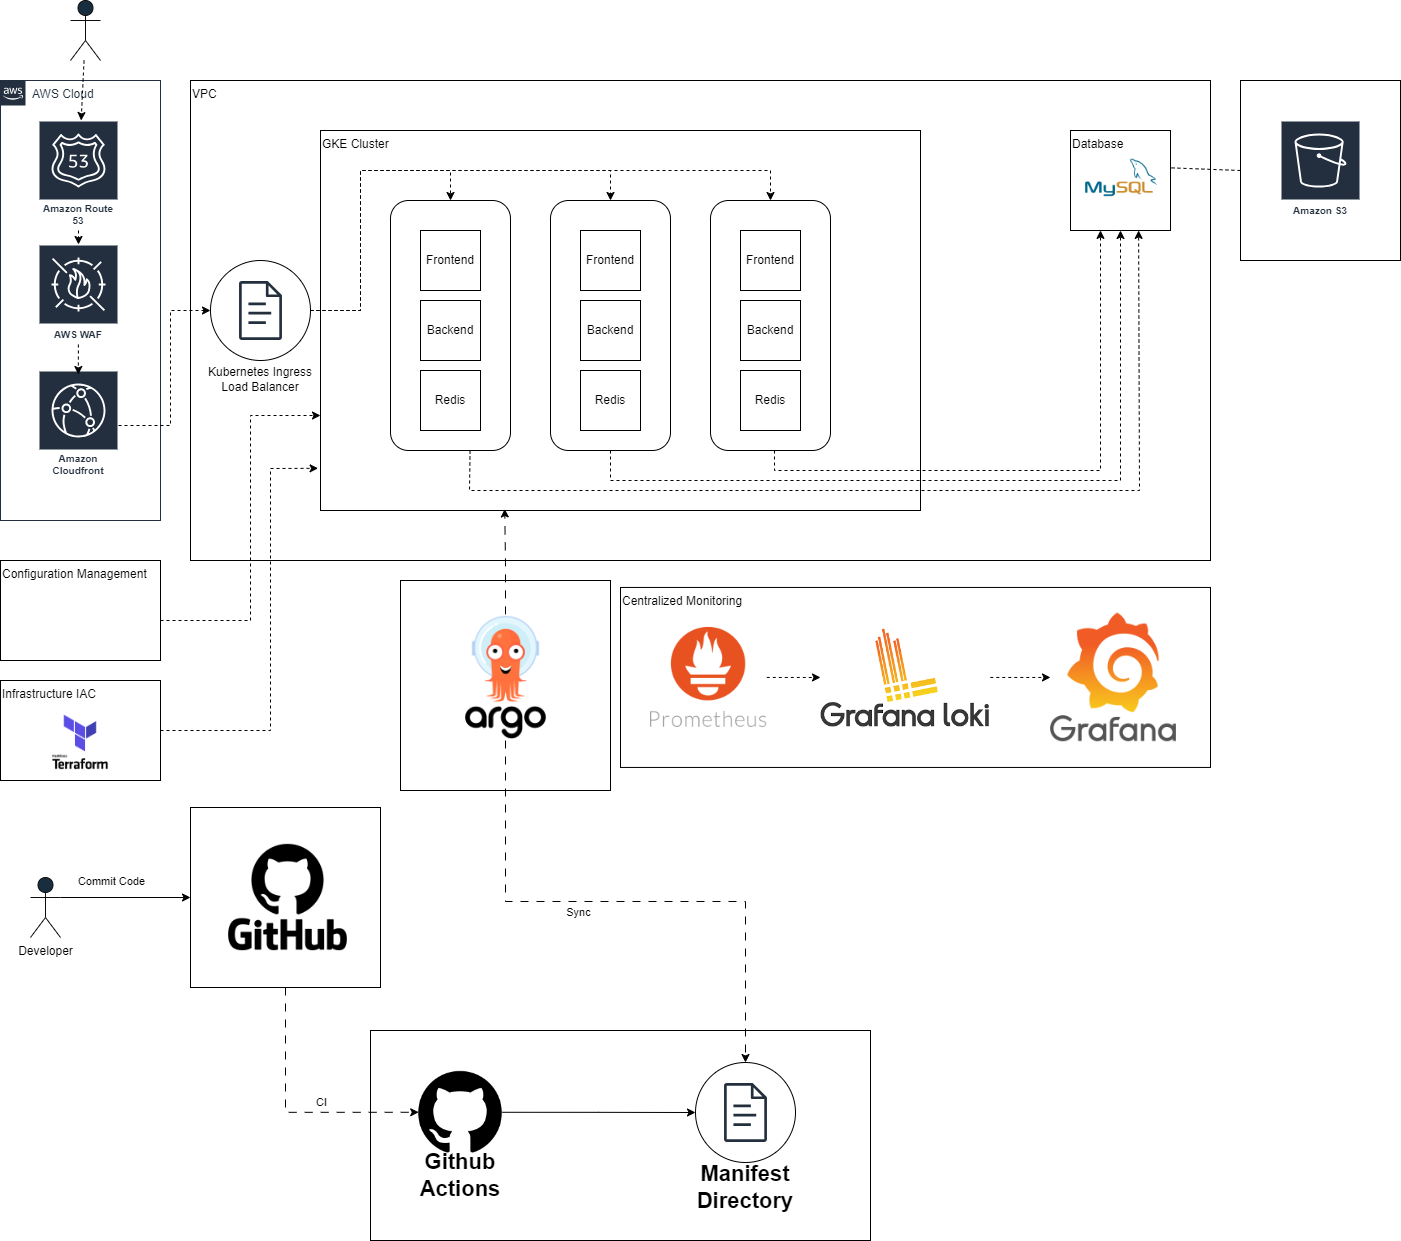 aws
AWS Cloud
53
Amazon Route
53
AWS WAF
Amazon
Cloudfront
VPC
Kubernetes Ingress
Load Balancer
GKE Cluster
Frontend
Backend
Redis
Frontend
Backend
Redis
Frontend
Backend
Redis
Database
MySQL
Amazon S3
Configuration Management
Infrastructure IAC
HashiCorp
Terraform
argo
Centralized Monitoring
Prometheus
Grafana loki
Grafana
Commit Code
Developer
GitHub
Sync
CI
Github
Actions
Manifest
Directory